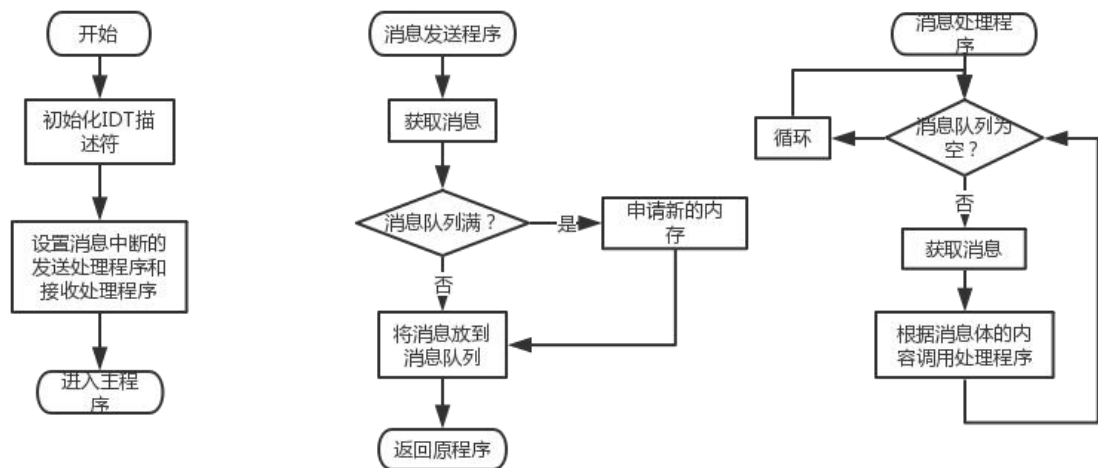 开始
初始化IDT描
述符
设置消息中断的
发送处理程序和
接收处理程序
进入主程
序
消息发送程序
获取消息
消息队列满？
是
申请新的内
存
否
将消息放到
消息队列
返回原程序
消息处理程
序
消息队列为
空？
循环
否
获取消息
根据消息体的内
容调用处理程序